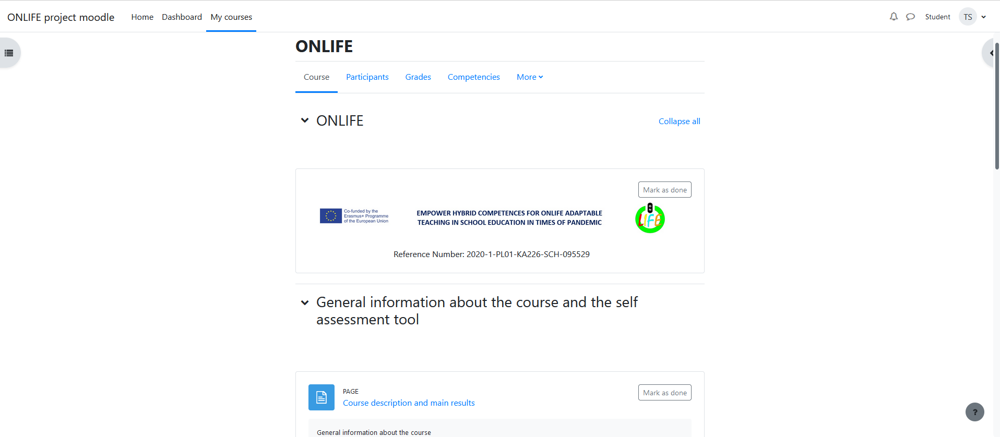 ONLIFE project moodle
Home
Dashboard
My courses
Student
TS
ONLIFE
Course
Participants
Grades
Competencies
More
ONLIFE
Collapse all
Mark as done
Co-funded by the
Erasmus+ Programme
of the European Union
EMPOWER HYBRID COMPETENCES FOR ONLIFE ADAPTABLE
TEACHING IN SCHOOL EDUCATION IN TIMES OF PANDEMIC
ON
LIFE
Reference Number: 2020-1-PL01-KA226-SCH-095529
General information about the course and the self
assessment tool
PAGE
Mark as done
Course description and main results
General information about the course
?